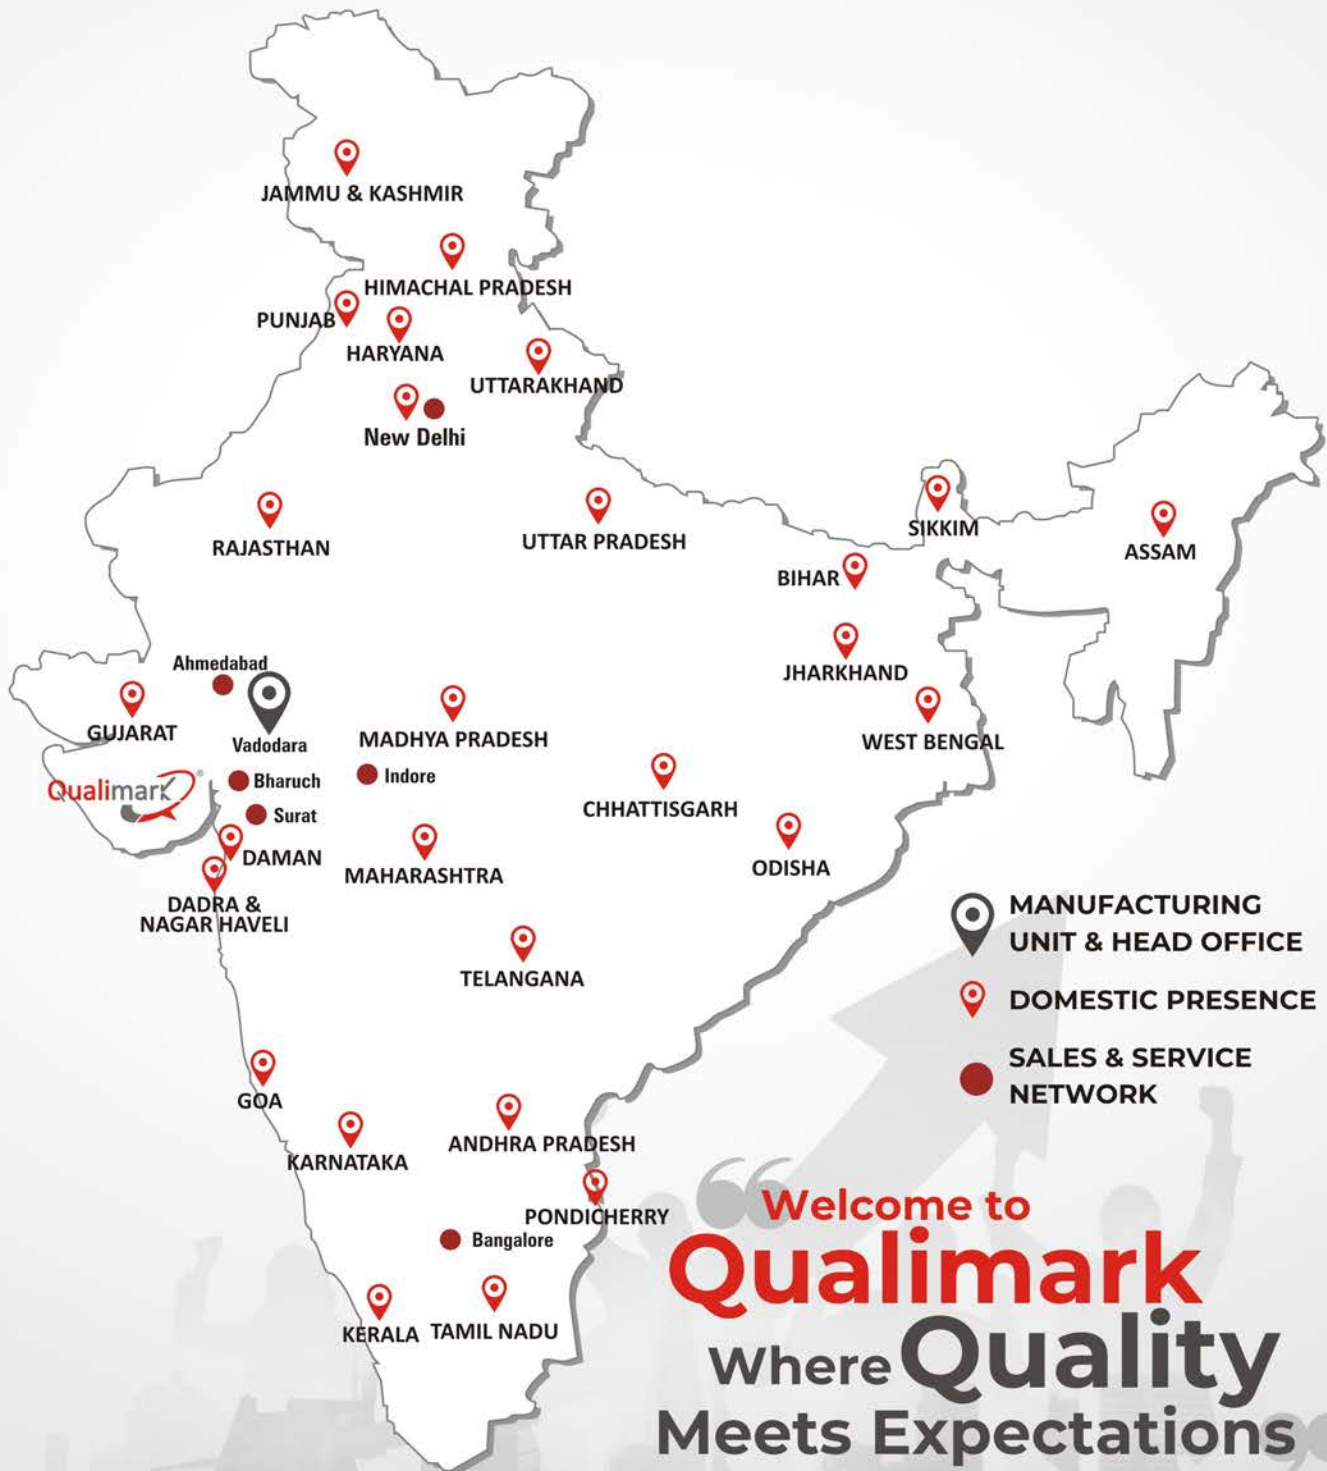 JAMMU & KASHMIR
HIMACHAL PRADESH
PUNJAB
HARYANA
UTTARAKHAND
New Delhi
RAJASTHAN
UTTAR PRADESH
SIKKIM
ASSAM
BIHAR
JHARKHAND
Ahmedabad
GUJARAT
Vadodara
MADHYA PRADESH
WEST BENGAL
Qualimark®
Bharuch
Indore
Surat
CHHATTISGARH
DAMAN
MAHARASHTRA
ODISHA
DADRA &
NAGAR HAVELI
TELANGANA
GOA
KARNATAKA
ANDHRA PRADESH
PONDICHERRY
Bangalore
KERALA
TAMIL NADU
MANUFACTURING
UNIT & HEAD OFFICE
DOMESTIC PRESENCE
SALES & SERVICE
NETWORK
“Welcome to
Qualimark
Where Quality
Meets Expectations”